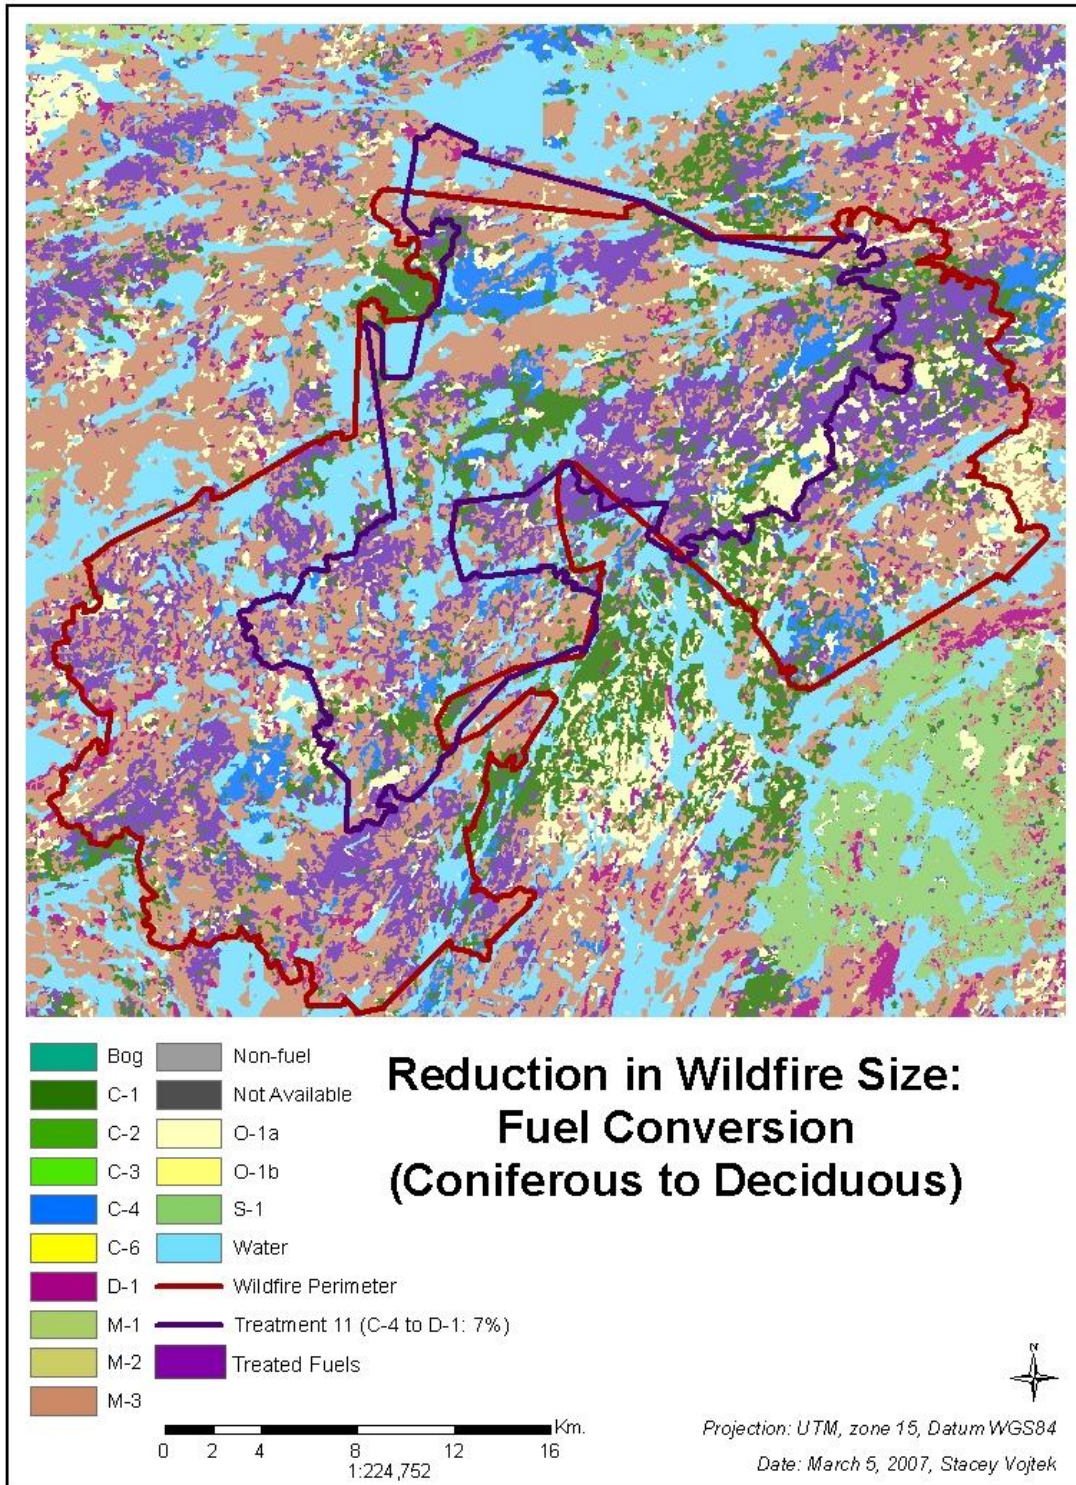 Bog
C-1
C-2
C-3
C-4
C-6
D-1
M-1
M-2
M-3
Non-fuel
Not Available
O-1a
O-1b
S-1
Water
Wildfire Perimeter
Treatment 11 (C-4 to D-1: 7%)
Treated Fuels
Reduction in Wildfire Size:
Fuel Conversion
(Coniferous to Deciduous)
N
Km.
0 2 4 8 12 16
1:224,752
Projection: UTM, zone 15, Datum WGS84
Date: March 5, 2007, Stacey Vojtek